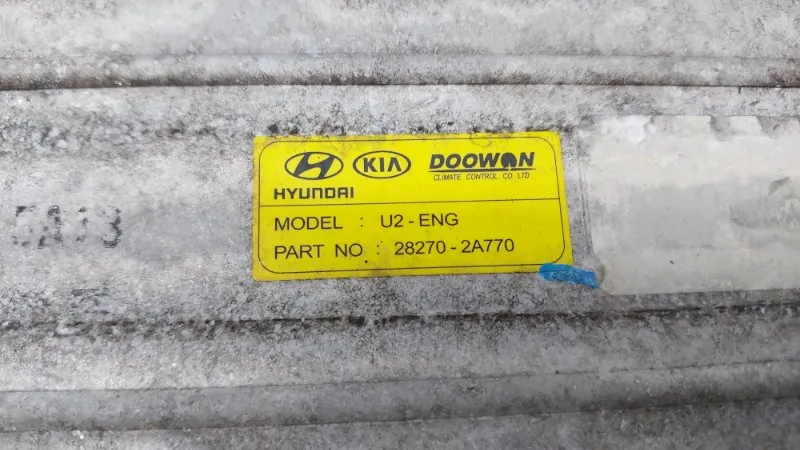 KIA DOOWON
CLIMATE CONTROL CO LTD
HYUNDAI
MODEL : U2 - ENG
PART NO : 28270 - 2A770